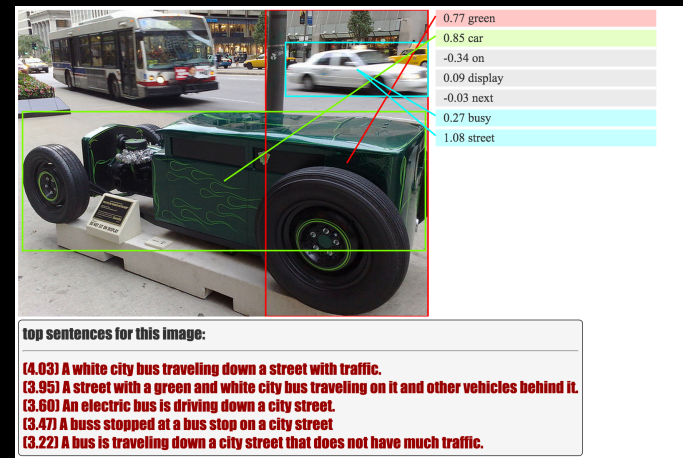 0.77 green
0.85 car
-0.34 on
0.09 display
-0.03 next
0.27 busy
1.08 street
top sentences for this image:
(4.03) A white city bus traveling down a street with traffic.
(3.95) A street with a green and white city bus traveling on it and other vehicles behind it.
(3.60) An electric bus is driving down a city street.
(3.47) A buss stopped at a bus stop on a city street
(3.22) A bus is traveling down a city street that does not have much traffic.